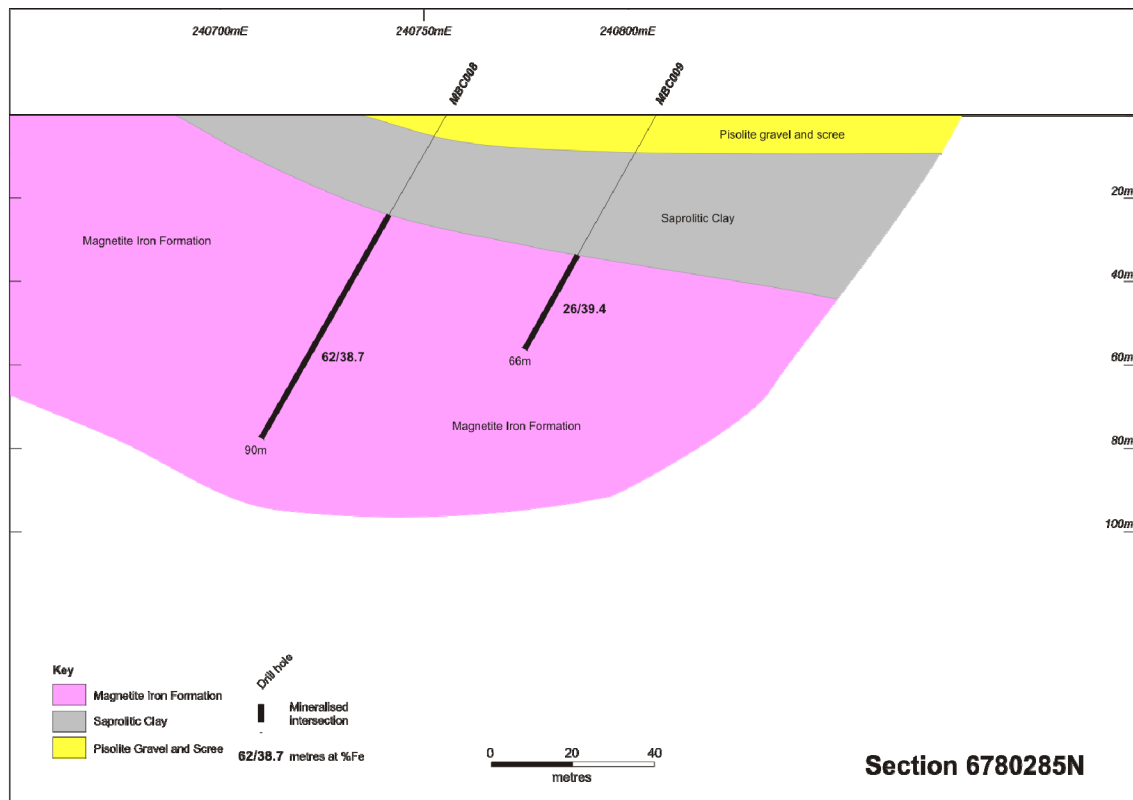 240700mE
240750mE
240800mE
MBC008
MBC009
Pisolite gravel and scree
20m
Saprolitic Clay
Magnetite Iron Formation
40m
26/39.4
62/38.7
66m
60m
Magnetite Iron Formation
90m
80m
100m
Key
Magnetite Iron Formation
Saprolitic Clay
Pisolite Gravel and Scree
Drill hole
Mineralised
intersection
62/38.7 metres at %Fe
0 20 40
metres
Section 6780285N